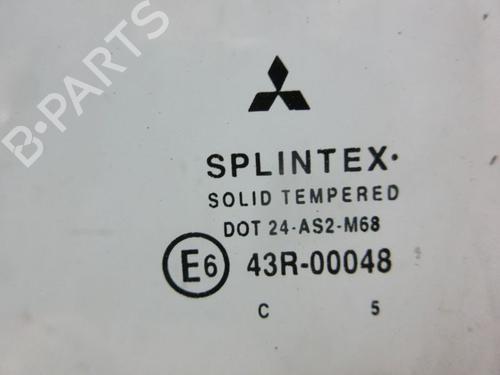 B-PARTS
SPLINTEX·
SOLID TEMPERED
DOT 24-AS2-M68
E6 43R-00048
C 5